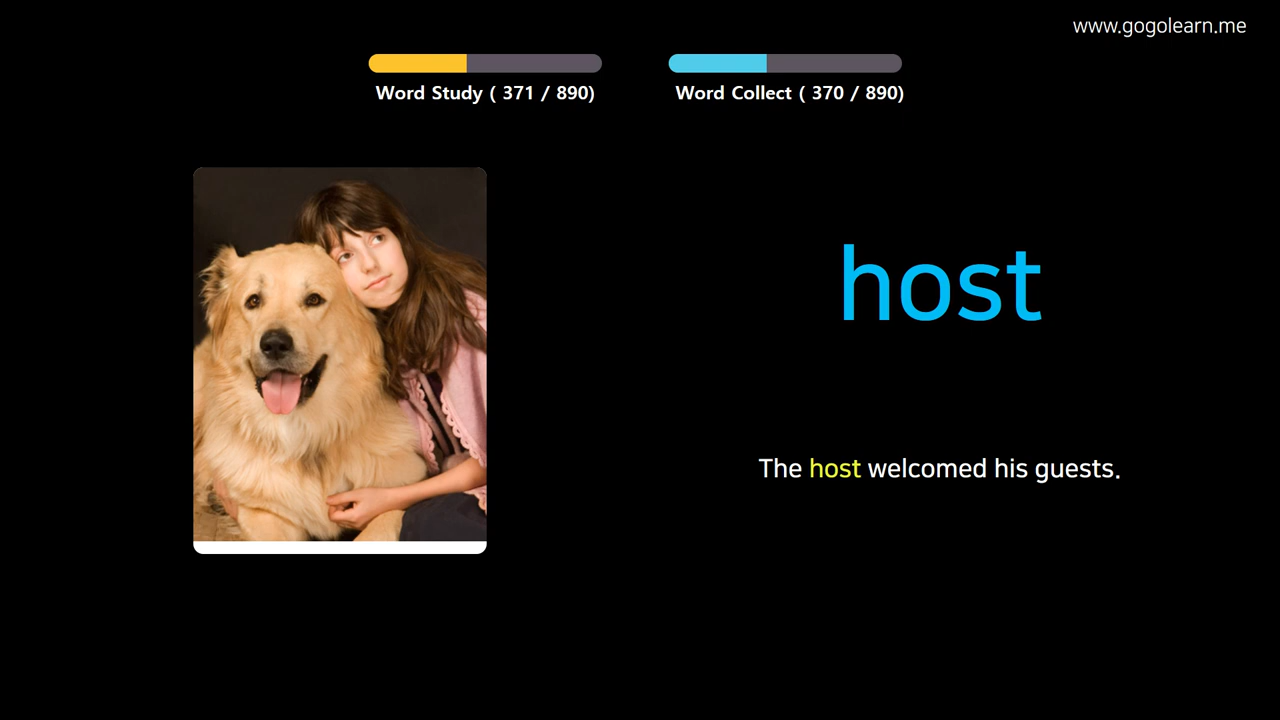 www.gogolearn.me
Word Study ( 371 / 890)
Word Collect ( 370 / 890)
host
The host welcomed his guests.